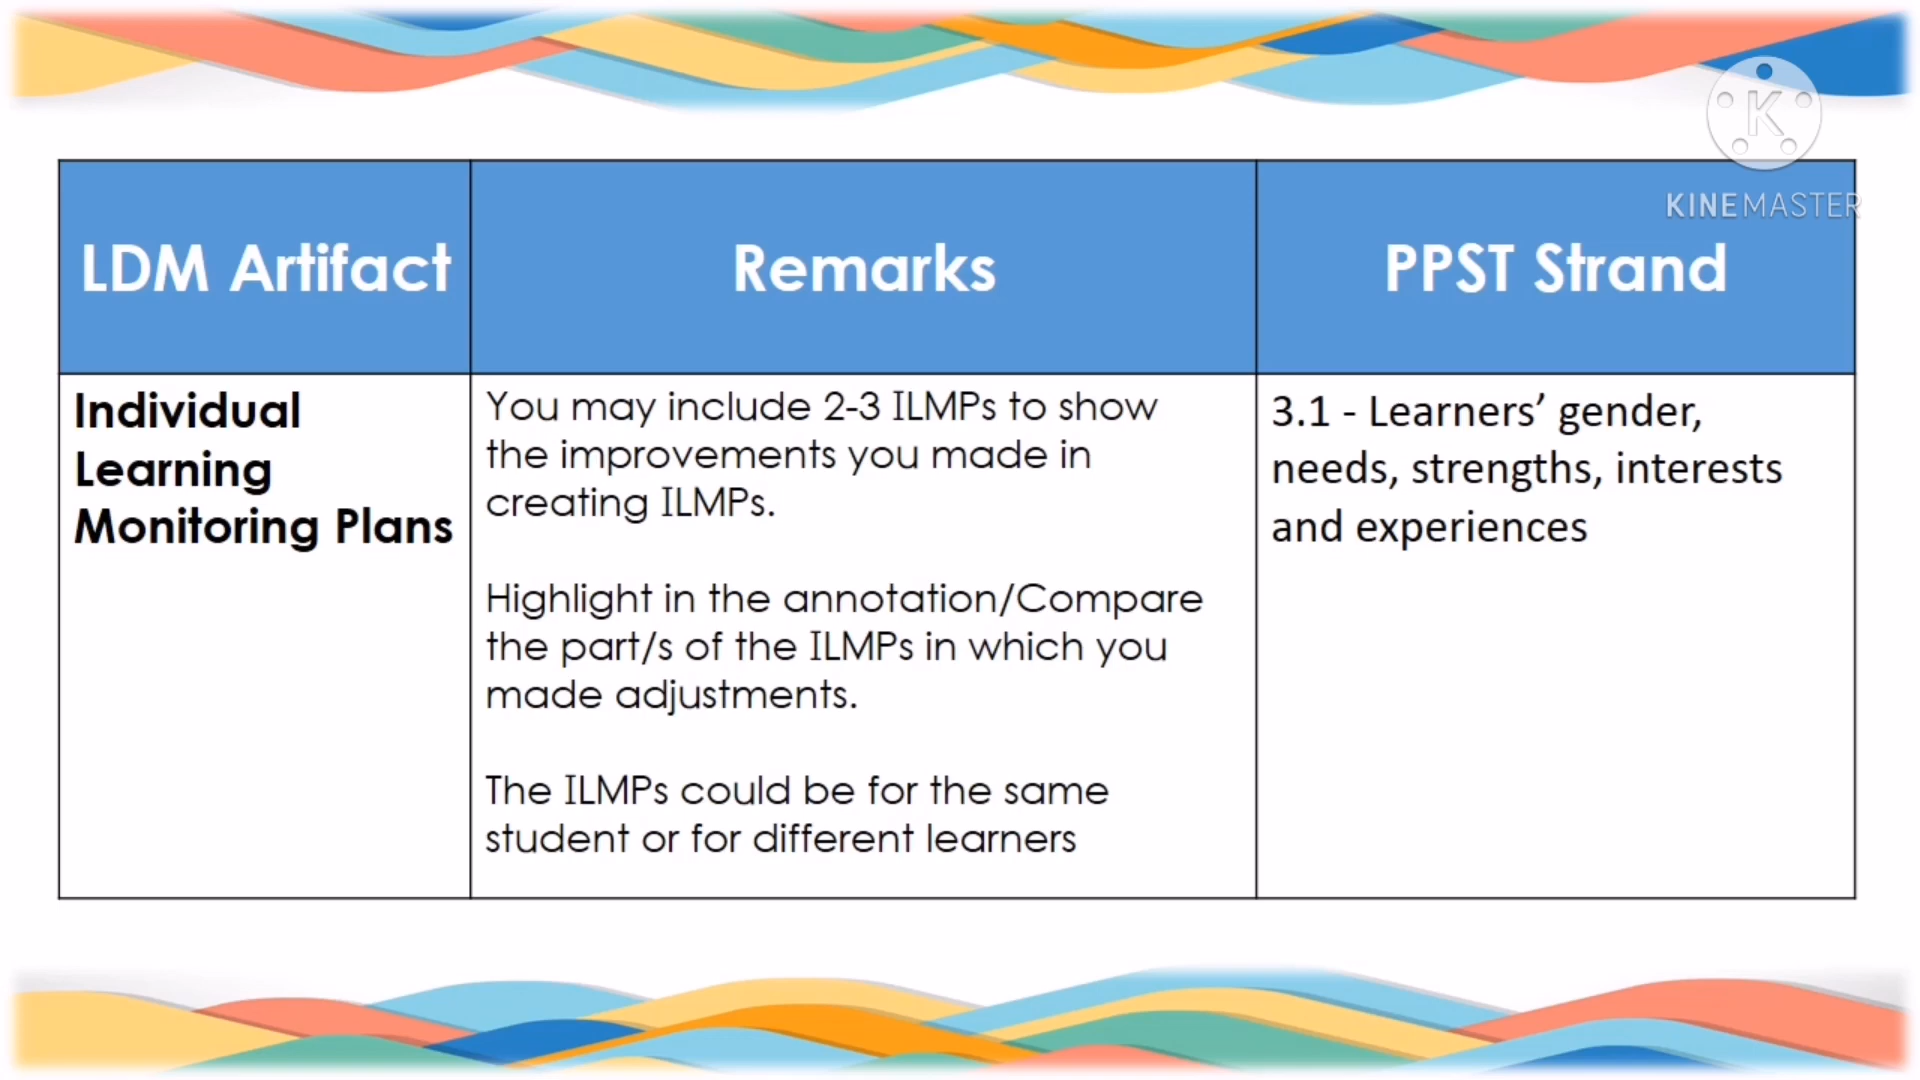 K
KINEMASTER
LDM Artifact
Remarks
PPST Strand
Individual
Learning
Monitoring Plans
You may include 2-3 ILMPs to show
the improvements you made in
creating ILMPs.
Highlight in the annotation/Compare
the part/s of the ILMPs in which you
made adjustments.
The ILMPs could be for the same
student or for different learners
3.1 - Learners’ gender,
needs, strengths, interests
and experiences